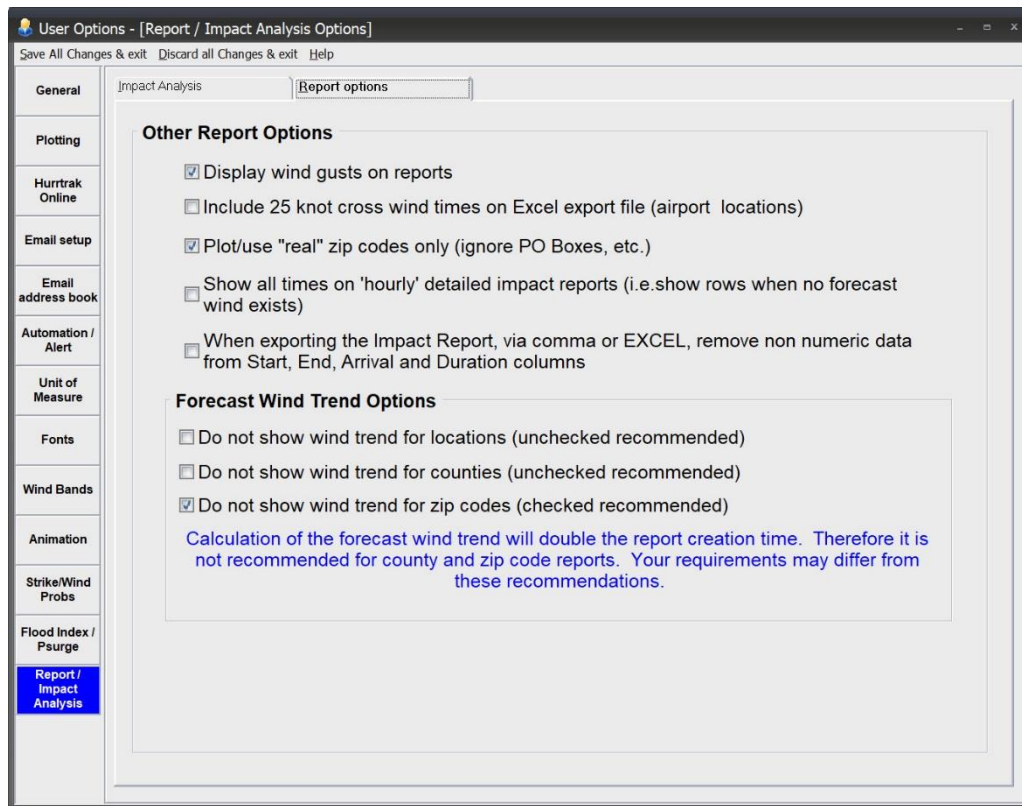 User Options - [Report / Impact Analysis Options]
Save All Changes & exit Discard all Changes & exit Help
General
Plotting
Hurrtrak
Online
Email setup
Email
address book
Automation /
Alert
Unit of
Measure
Fonts
Wind Bands
Animation
Strike/Wind
Probs
Flood Index /
Psurge
Report /
Impact
Analysis
Impact Analysis
Report options
Other Report Options
Display wind gusts on reports
Include 25 knot cross wind times on Excel export file (airport locations)
Plot/use "real" zip codes only (ignore PO Boxes, etc.)
Show all times on 'hourly' detailed impact reports (i.e.show rows when no forecast
wind exists)
When exporting the Impact Report, via comma or EXCEL, remove non numeric data
from Start, End, Arrival and Duration columns
Forecast Wind Trend Options
Do not show wind trend for locations (unchecked recommended)
Do not show wind trend for counties (unchecked recommended)
Do not show wind trend for zip codes (checked recommended)
Calculation of the forecast wind trend will double the report creation time. Therefore it is
not recommended for county and zip code reports. Your requirements may differ from
these recommendations.